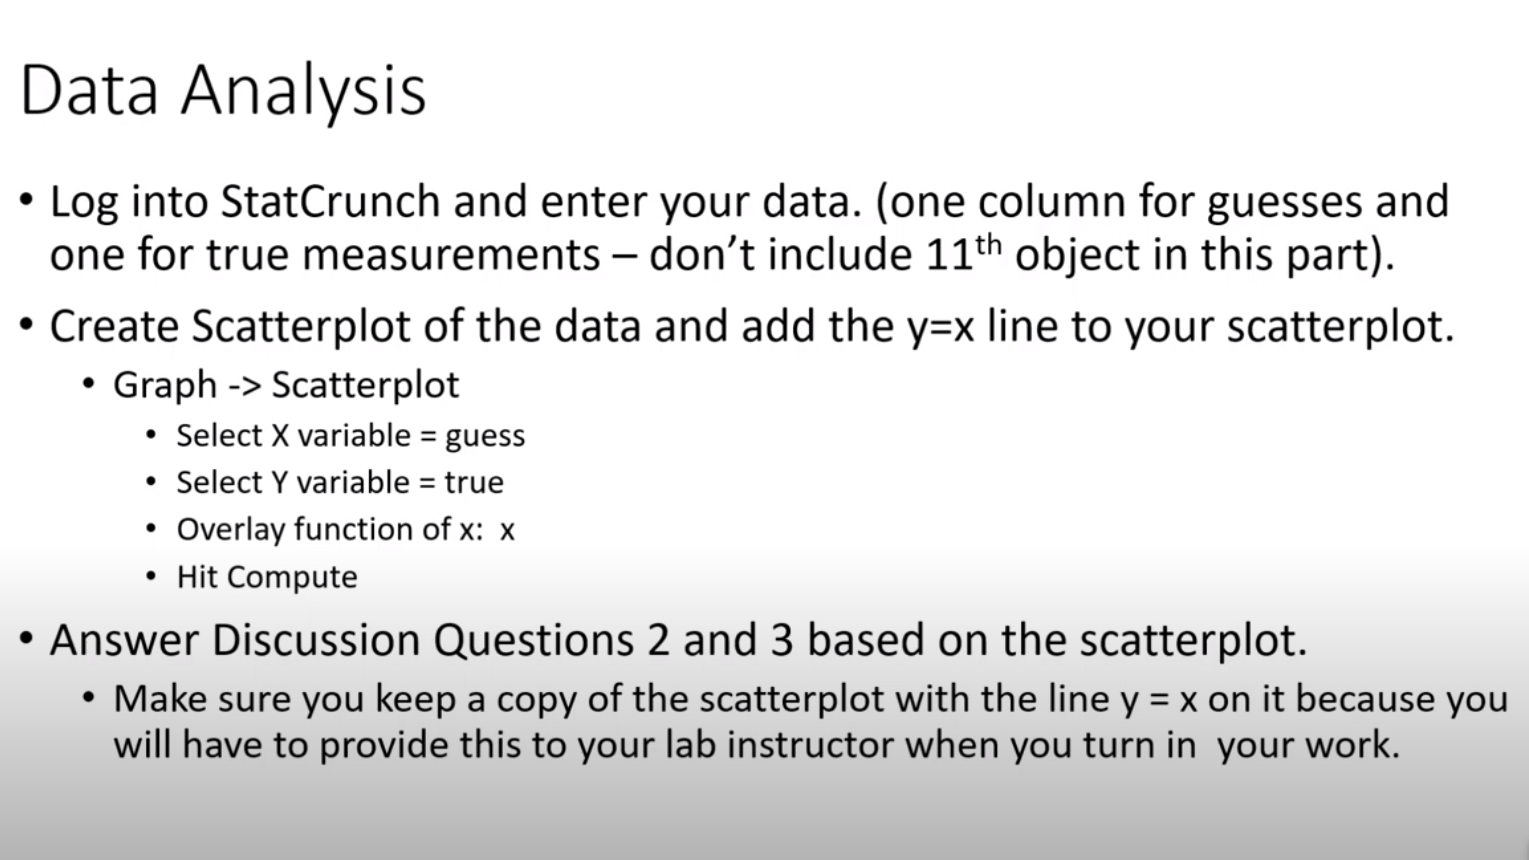 Data Analysis
• Log into StatCrunch and enter your data. (one column for guesses and
one for true measurements – don’t include 11th object in this part).
• Create Scatterplot of the data and add the y=x line to your scatterplot.
• Graph -> Scatterplot
• Select X variable = guess
• Select Y variable = true
• Overlay function of x:  x
• Hit Compute
• Answer Discussion Questions 2 and 3 based on the scatterplot.
• Make sure you keep a copy of the scatterplot with the line y = x on it because you
will have to provide this to your lab instructor when you turn in  your work.